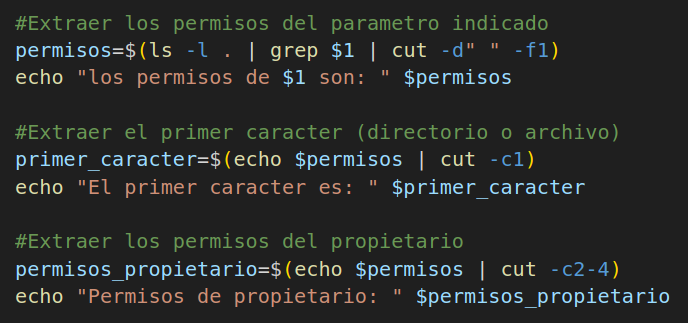 #Extraer los permisos del parametro indicado
permisos=$(ls -l . | grep $1 | cut -d" " -f1)
echo "los permisos de $1 son: " $permisos
#Extraer el primer caracter (directorio o archivo)
primer_caracter=$(echo $permisos | cut -c1)
echo "El primer caracter es: " $primer_caracter
#Extraer los permisos del propietario
permisos_propietario=$(echo $permisos | cut -c2-4)
echo "Permisos de propietario: " $permisos_propietario